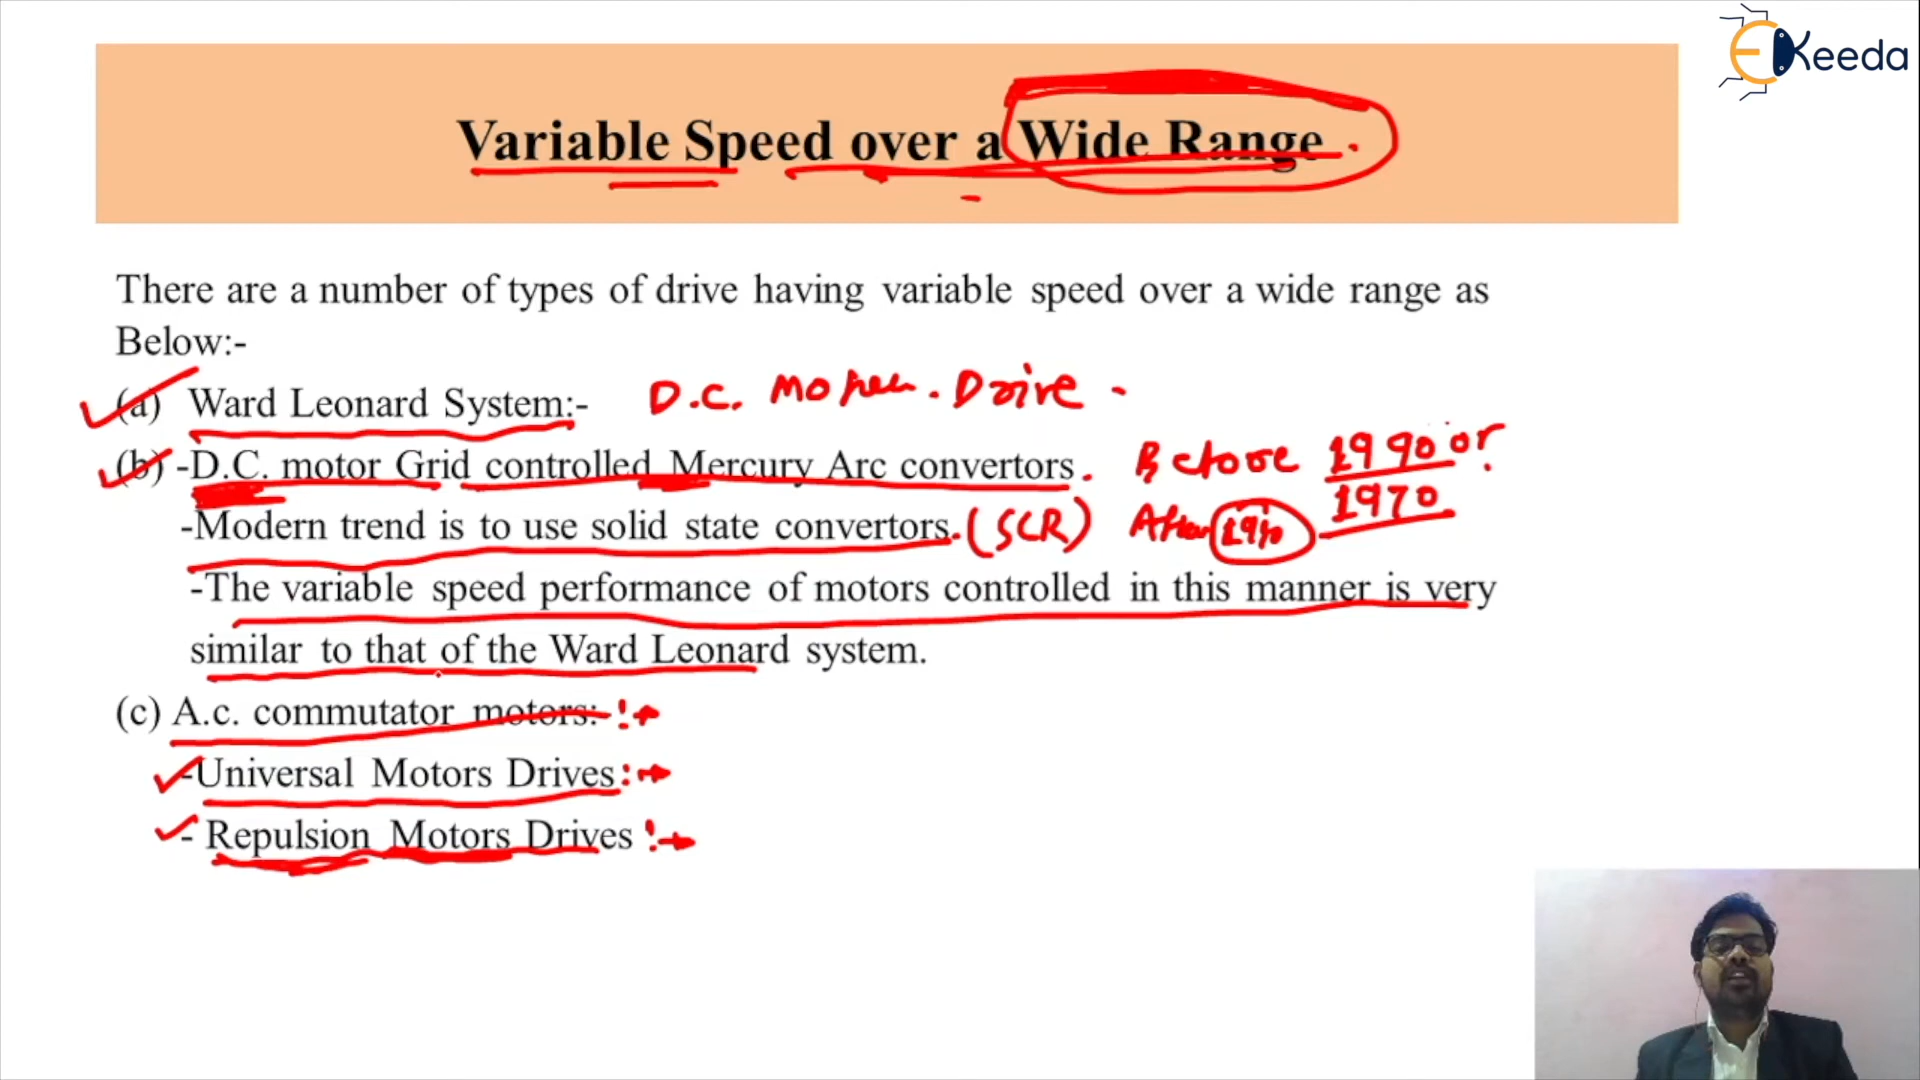 EKeeda
Variable Speed over a Wide Range
There are a number of types of drive having variable speed over a wide range as
Below:-
(a) Ward Leonard System:- D.C. Drive
(b) -D.C. motor Grid controlled Mercury Arc convertors. Before 1990 or
1970
-Modern trend is to use solid state convertors. (SCR) After
-The variable speed performance of motors controlled in this manner is very
similar to that of the Ward Leonard system.
(c) A.c. commutator motors:-
-Universal Motors Drives
- Repulsion Motors Drives